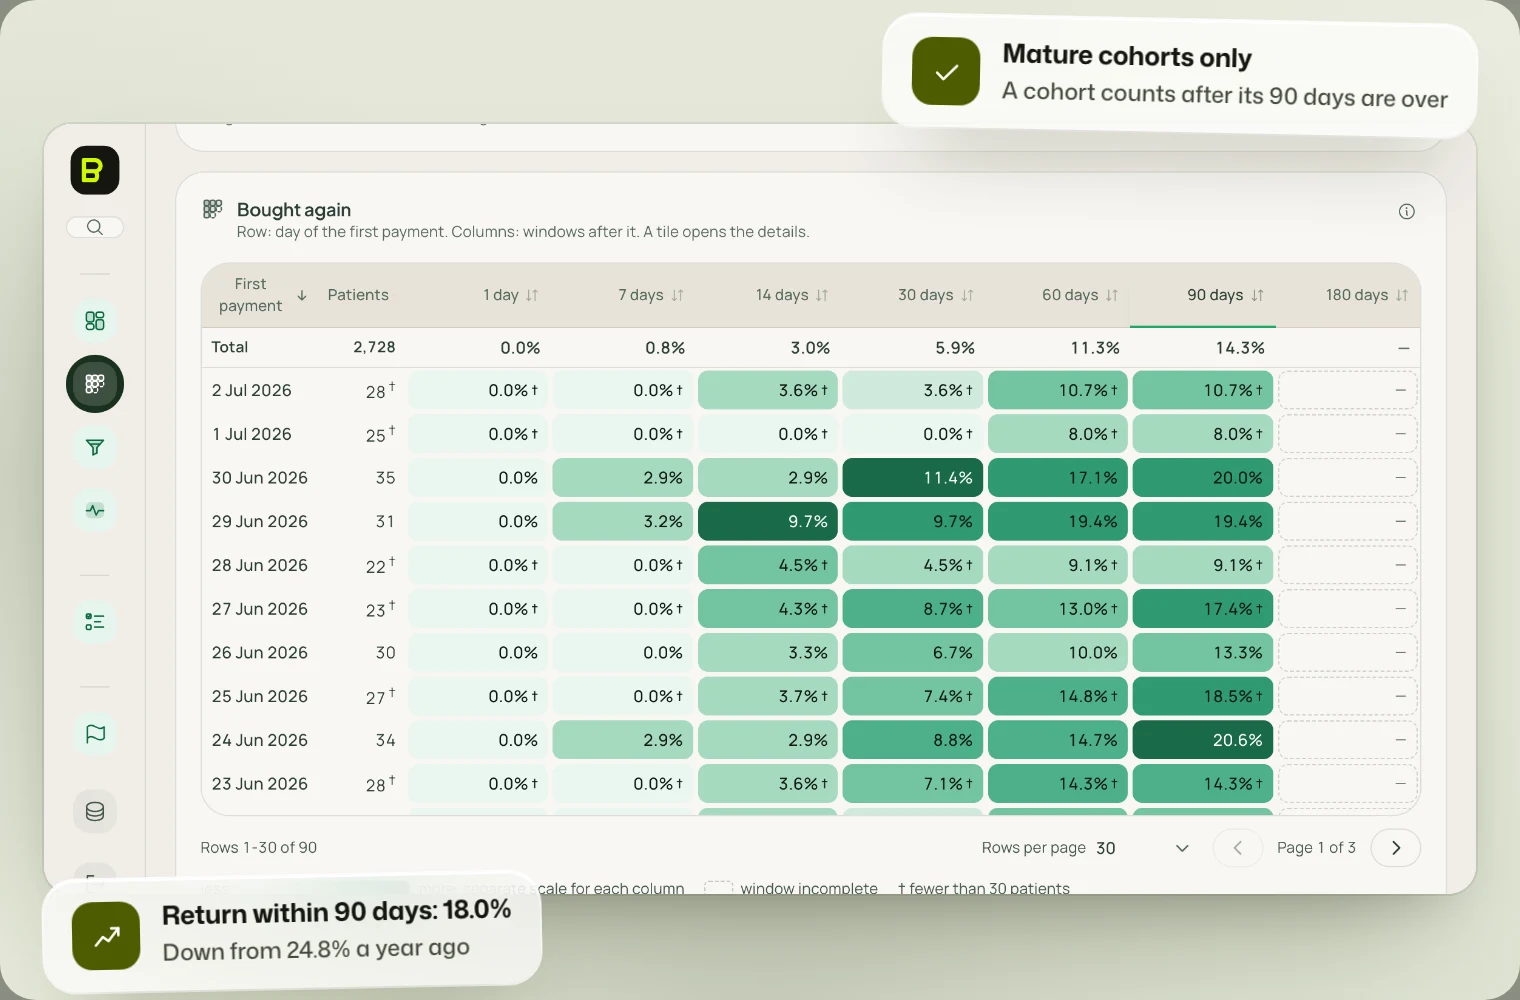 Mature cohorts only
A cohort counts after its 90 days are over
B
Bought again
Row: day of the first payment. Columns: windows after it. A tile opens the details.
First payment ↓ Patients 1 day 7 days 14 days 30 days 60 days 90 days 180 days
Total 2,728 0.0% 0.8% 3.0% 5.9% 11.3% 14.3% –
2 Jul 2026 28† 0.0%† 0.0%† 3.6%† 3.6%† 10.7%† 10.7%† –
1 Jul 2026 25† 0.0%† 0.0%† 0.0%† 0.0%† 8.0%† 8.0%† –
30 Jun 2026 35 0.0% 2.9% 2.9% 11.4% 17.1% 20.0% –
29 Jun 2026 31 0.0% 3.2% 9.7% 9.7% 19.4% 19.4% –
28 Jun 2026 22† 0.0%† 0.0%† 4.5%† 4.5%† 9.1%† 9.1%† –
27 Jun 2026 23† 0.0%† 0.0%† 4.3%† 8.7%† 13.0%† 17.4%† –
26 Jun 2026 30 0.0% 0.0% 3.3% 6.7% 10.0% 13.3% –
25 Jun 2026 27† 0.0%† 0.0%† 3.7%† 7.4%† 14.8%† 18.5%† –
24 Jun 2026 34 0.0% 2.9% 2.9% 8.8% 14.7% 20.6% –
23 Jun 2026 28† 0.0%† 0.0%† 3.6%† 7.1%† 14.3%† 14.3%† –
Rows 1-30 of 90 Rows per page 30 Page 1 of 3
less more, separate scale for each column window incomplete † fewer than 30 patients
Return within 90 days: 18.0%
Down from 24.8% a year ago